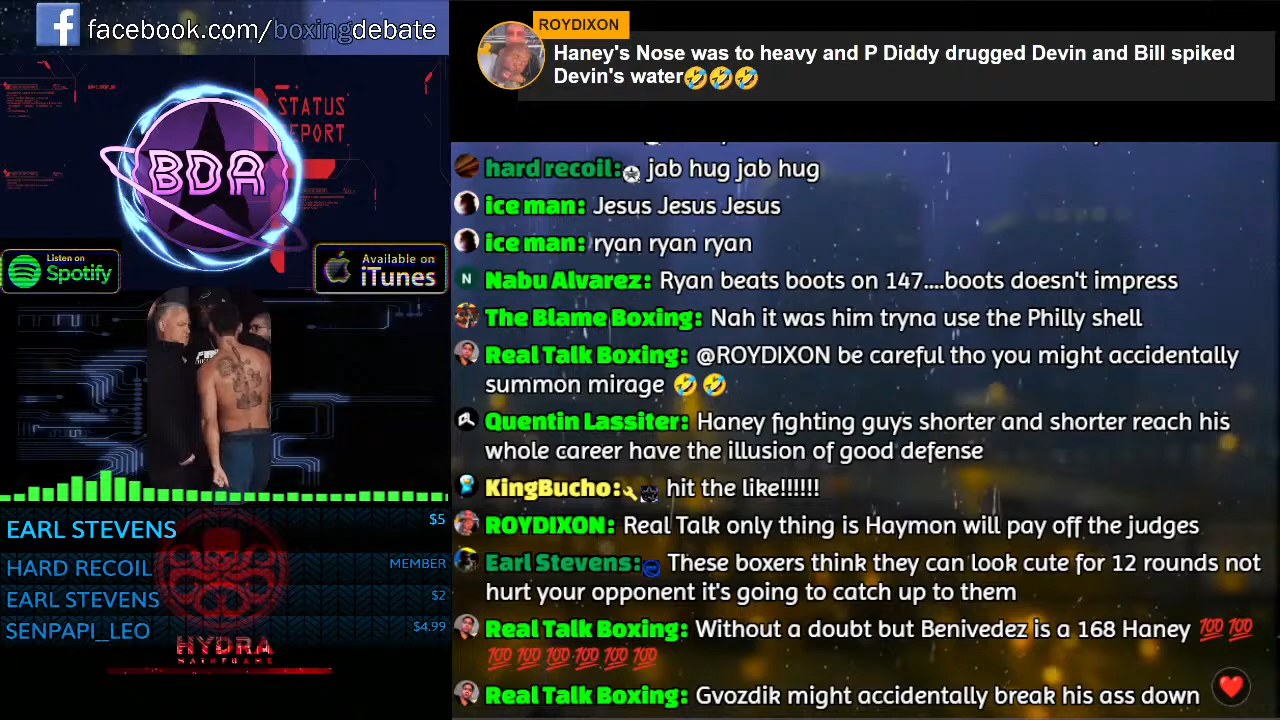 facebook.com/boxingdebate
ROYDIXON
Haney's Nose was to heavy and P Diddy drugged Devin and Bill spiked
Devin's water🤣🤣🤣
STATUS
REPORT
BDA
Listen on
Spotify
Available on
iTunes
EARL STEVENS $5
HARD RECOIL MEMBER
EARL STEVENS $2
SENPAPI_LEO $4.99
HYDRA
MAINFRAME
hard recoil: jab hug jab hug
ice man: Jesus Jesus Jesus
ice man: ryan ryan ryan
N Nabu Alvarez: Ryan beats boots on 147....boots doesn't impress
The Blame Boxing: Nah it was him tryna use the Philly shell
Real Talk Boxing: @ROYDIXON be careful tho you might accidentally
summon mirage 🤣 🤣
Quentin Lassiter: Haney fighting guys shorter and shorter reach his
whole career have the illusion of good defense
KingBucho: hit the like!!!!!!
ROYDIXON: Real Talk only thing is Haymon will pay off the judges
Earl Stevens: These boxers think they can look cute for 12 rounds not
hurt your opponent it's going to catch up to them
Real Talk Boxing: Without a doubt but Benivedez is a 168 Haney 💯 💯
💯 💯 💯 💯 💯 💯
Real Talk Boxing: Gvozdik might accidentally break his ass down